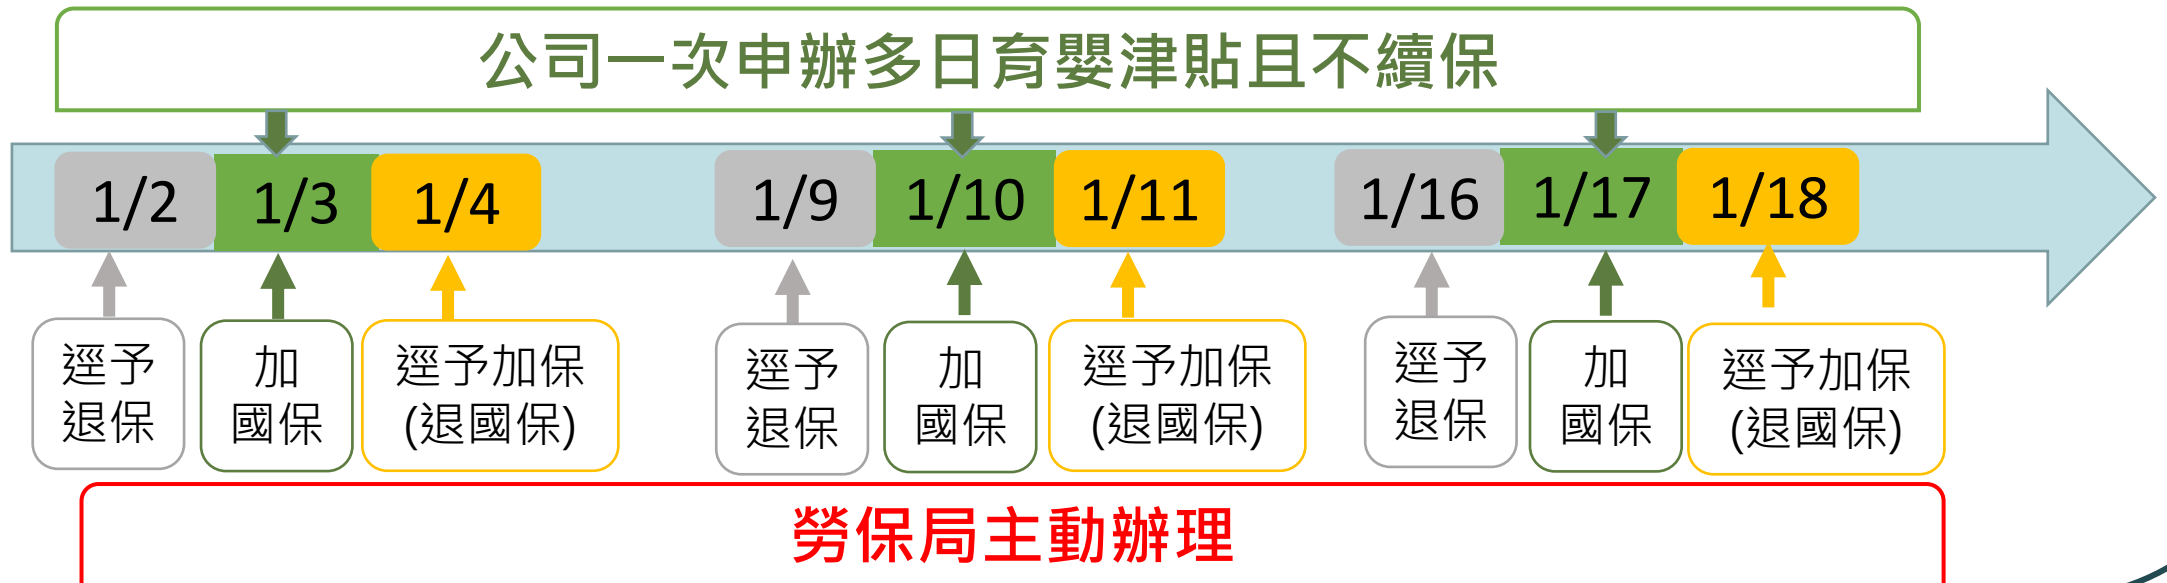 公司一次申辦多日育嬰津貼且不續保
1/2 1/3 1/4 1/9 1/10 1/11 1/16 1/17 1/18
逕予
退保
加
國保
逕予加保
(退國保)
逕予
退保
加
國保
逕予加保
(退國保)
逕予
退保
加
國保
逕予加保
(退國保)
勞保局主動辦理